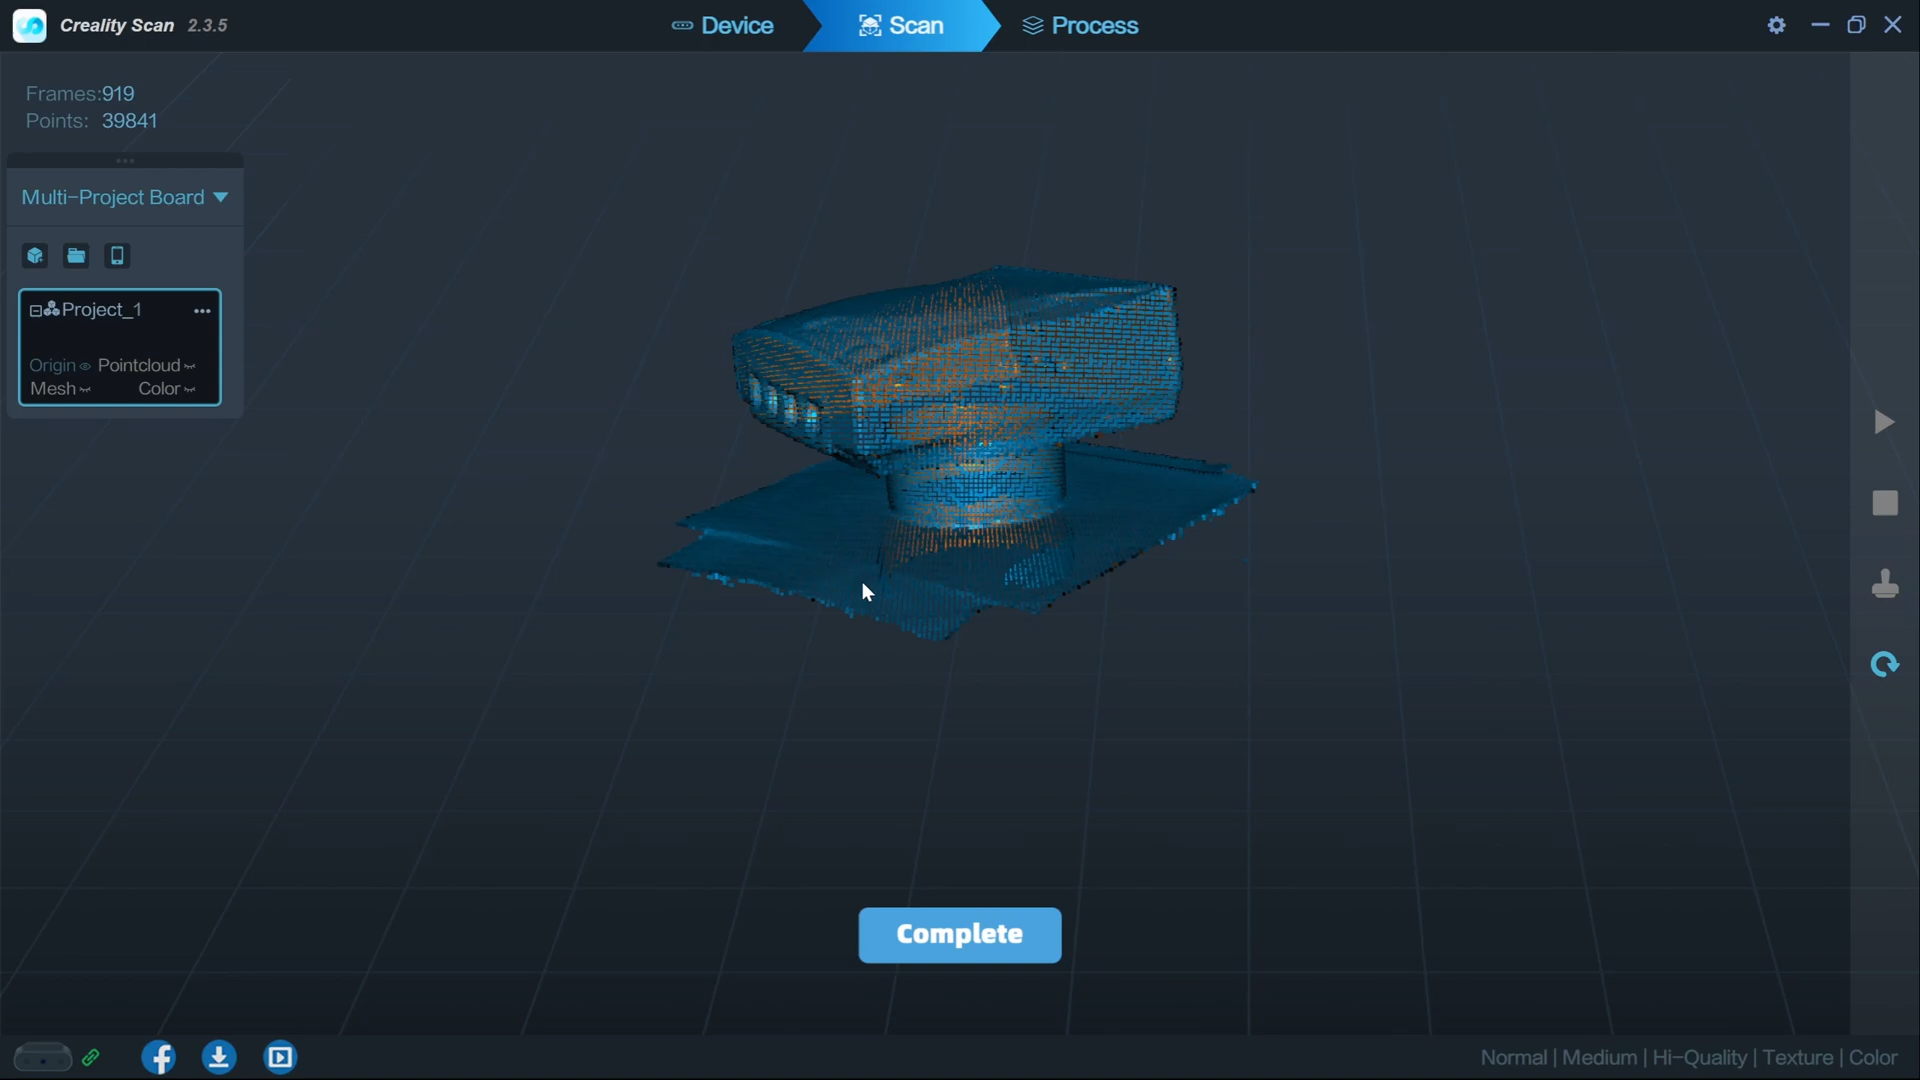 Creality Scan 2.3.5
Device
Scan
Process
Frames:919
Points: 39841
Multi-Project Board
Project_1
Origin Pointcloud
Mesh Color
Complete
Normal | Medium | Hi-Quality | Texture | Color